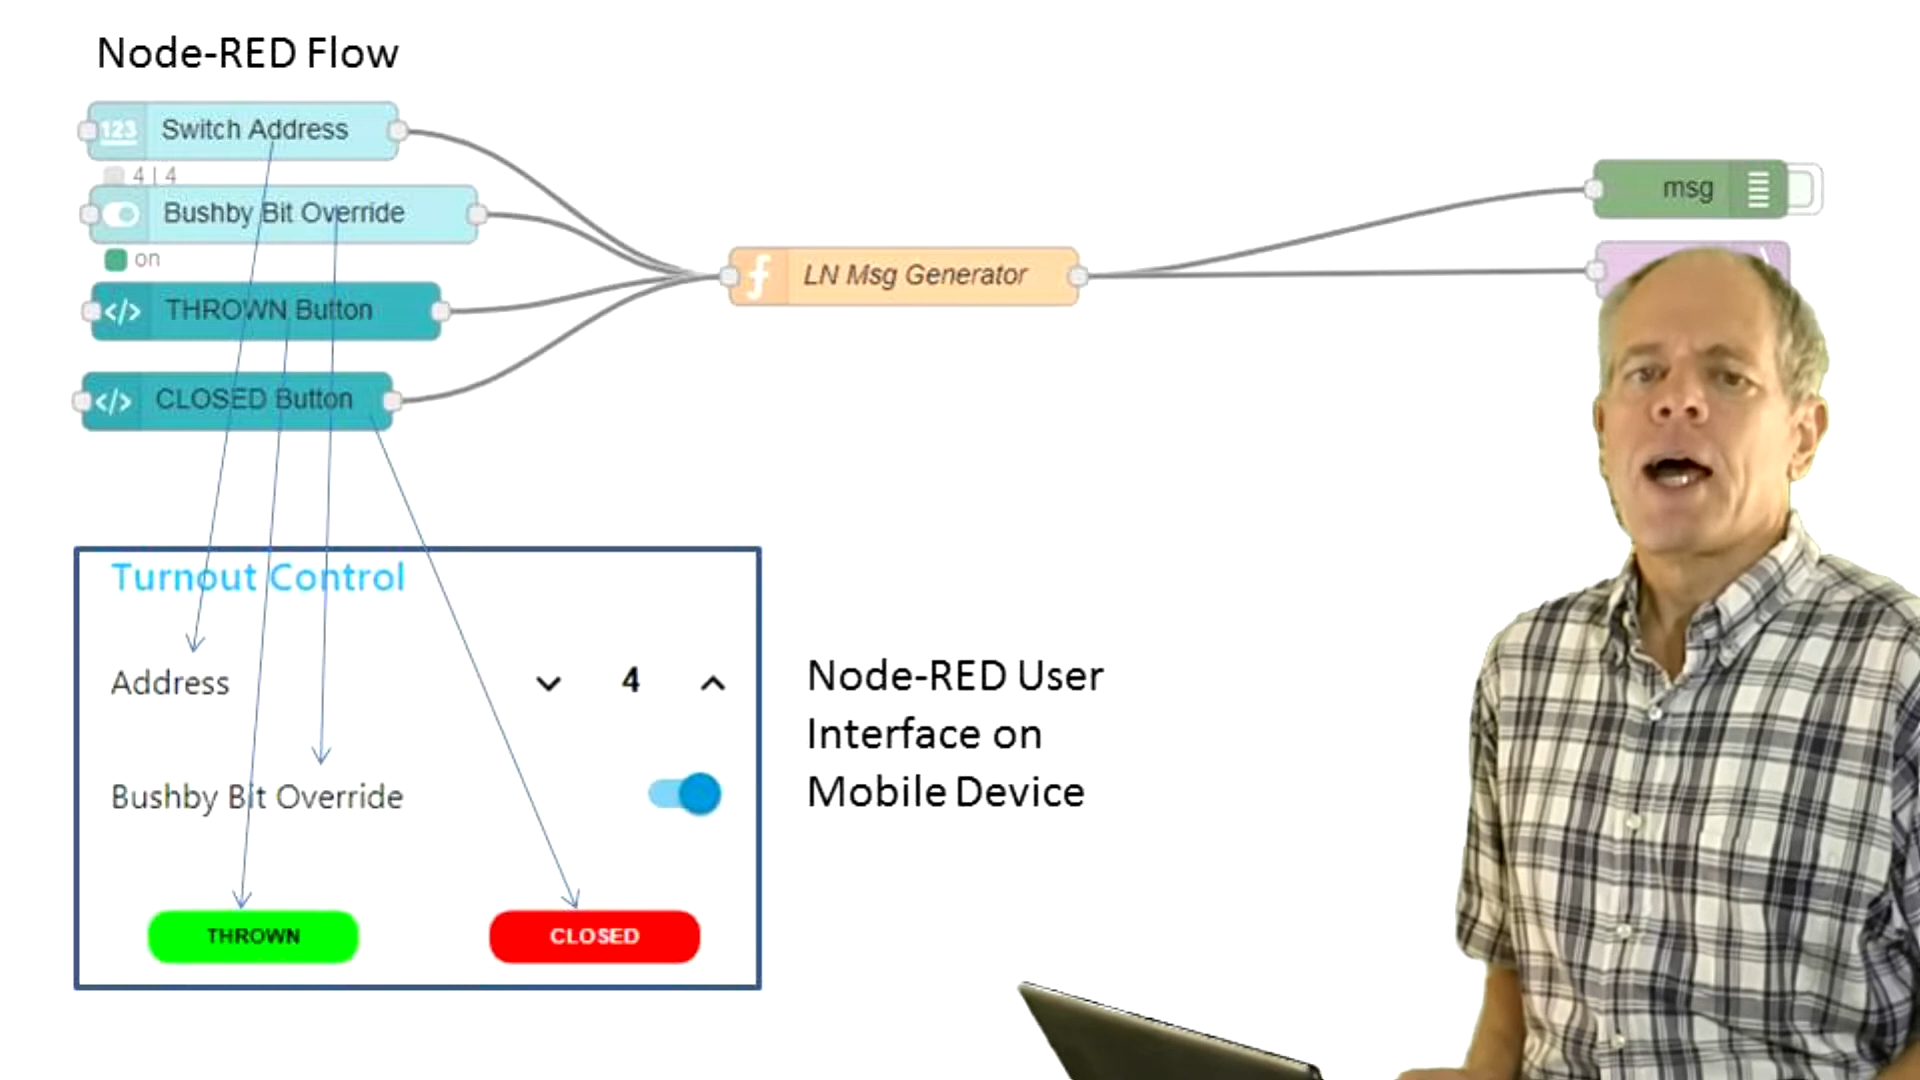 Node-RED Flow
123 Switch Address
4 | 4
Bushby Bit Override
on
</> THROWN Button
</> CLOSED Button
LN Msg Generator
msg
Turnout Control
Address 4
Bushby Bit Override
THROWN CLOSED
Node-RED User
Interface on
Mobile Device